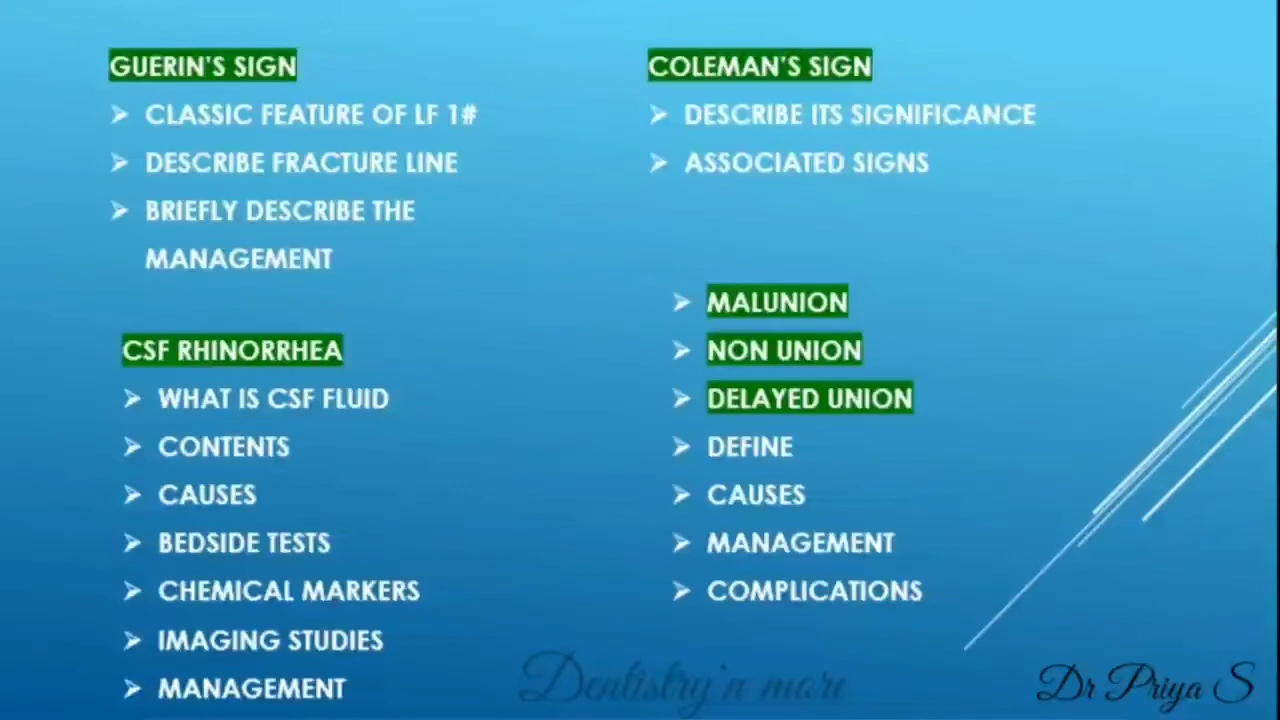 GUERIN'S SIGN
➢ CLASSIC FEATURE OF LF 1#
➢ DESCRIBE FRACTURE LINE
➢ BRIEFLY DESCRIBE THE
MANAGEMENT
CSF RHINORRHEA
➢ WHAT IS CSF FLUID
➢ CONTENTS
➢ CAUSES
➢ BEDSIDE TESTS
➢ CHEMICAL MARKERS
➢ IMAGING STUDIES
➢ MANAGEMENT
COLEMAN'S SIGN
➢ DESCRIBE ITS SIGNIFICANCE
➢ ASSOCIATED SIGNS
➢ MALUNION
➢ NON UNION
➢ DELAYED UNION
➢ DEFINE
➢ CAUSES
➢ MANAGEMENT
➢ COMPLICATIONS
Dentistry'n more
Dr Priya S